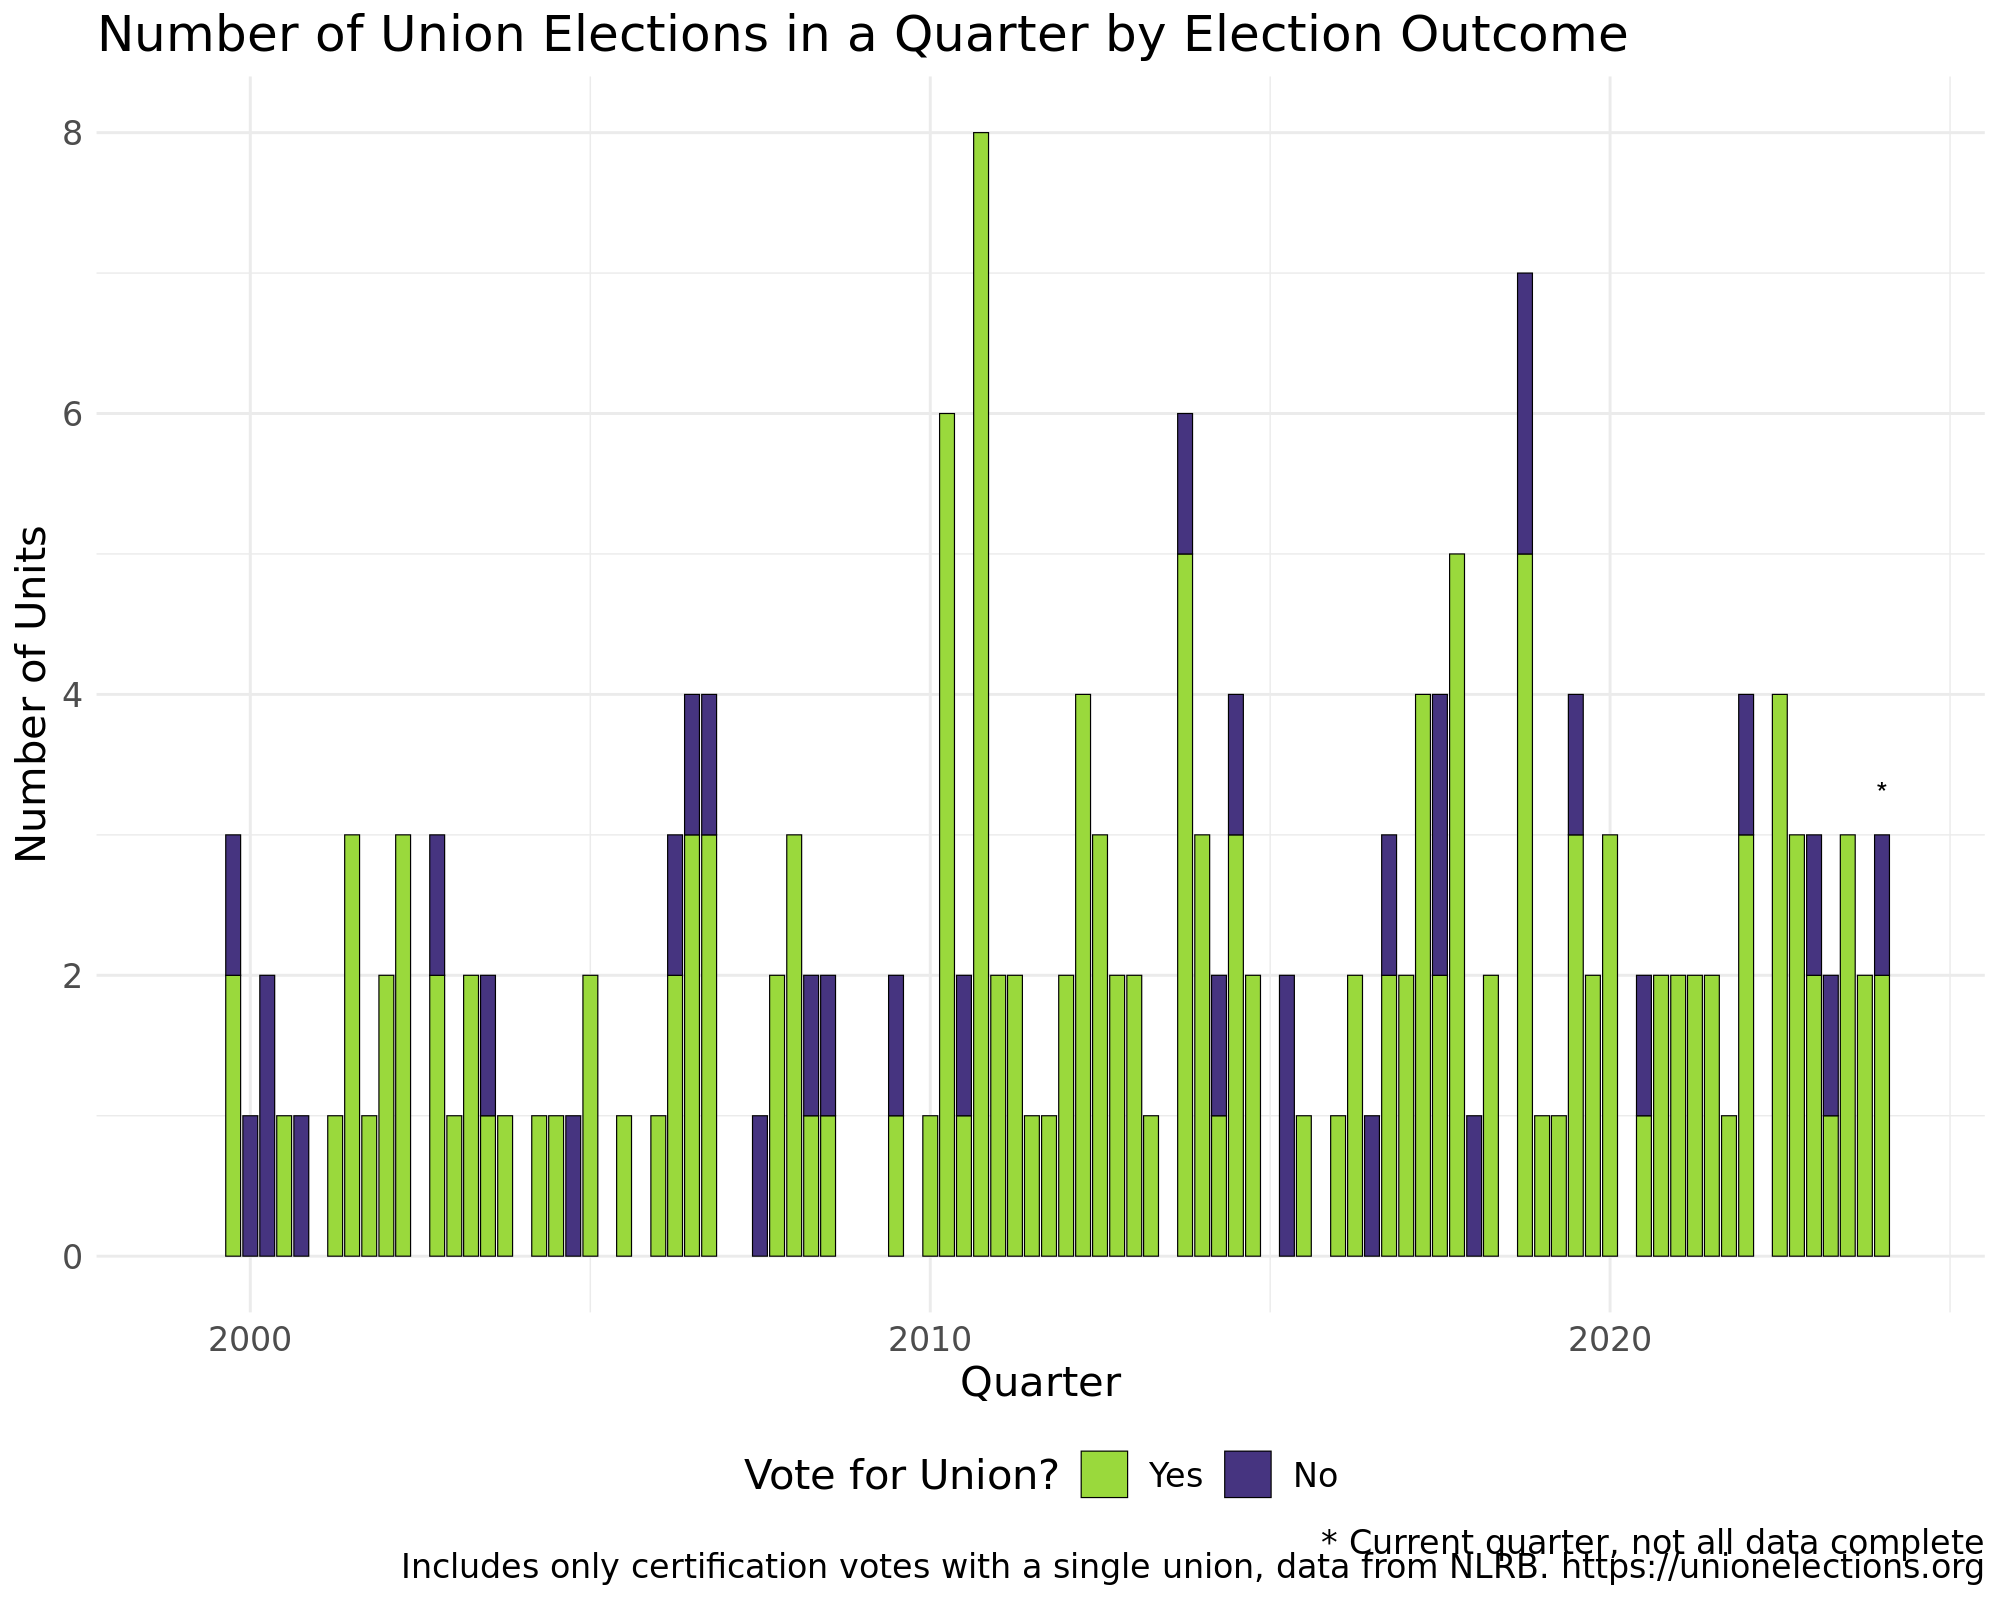 Number of Union Elections in a Quarter by Election Outcome
8
6
4
2
0
Number of Units
*
2000 2010 2020
Quarter
Vote for Union? Yes No
* Current quarter, not all data complete
Includes only certification votes with a single union, data from NLRB. https://unionelections.org